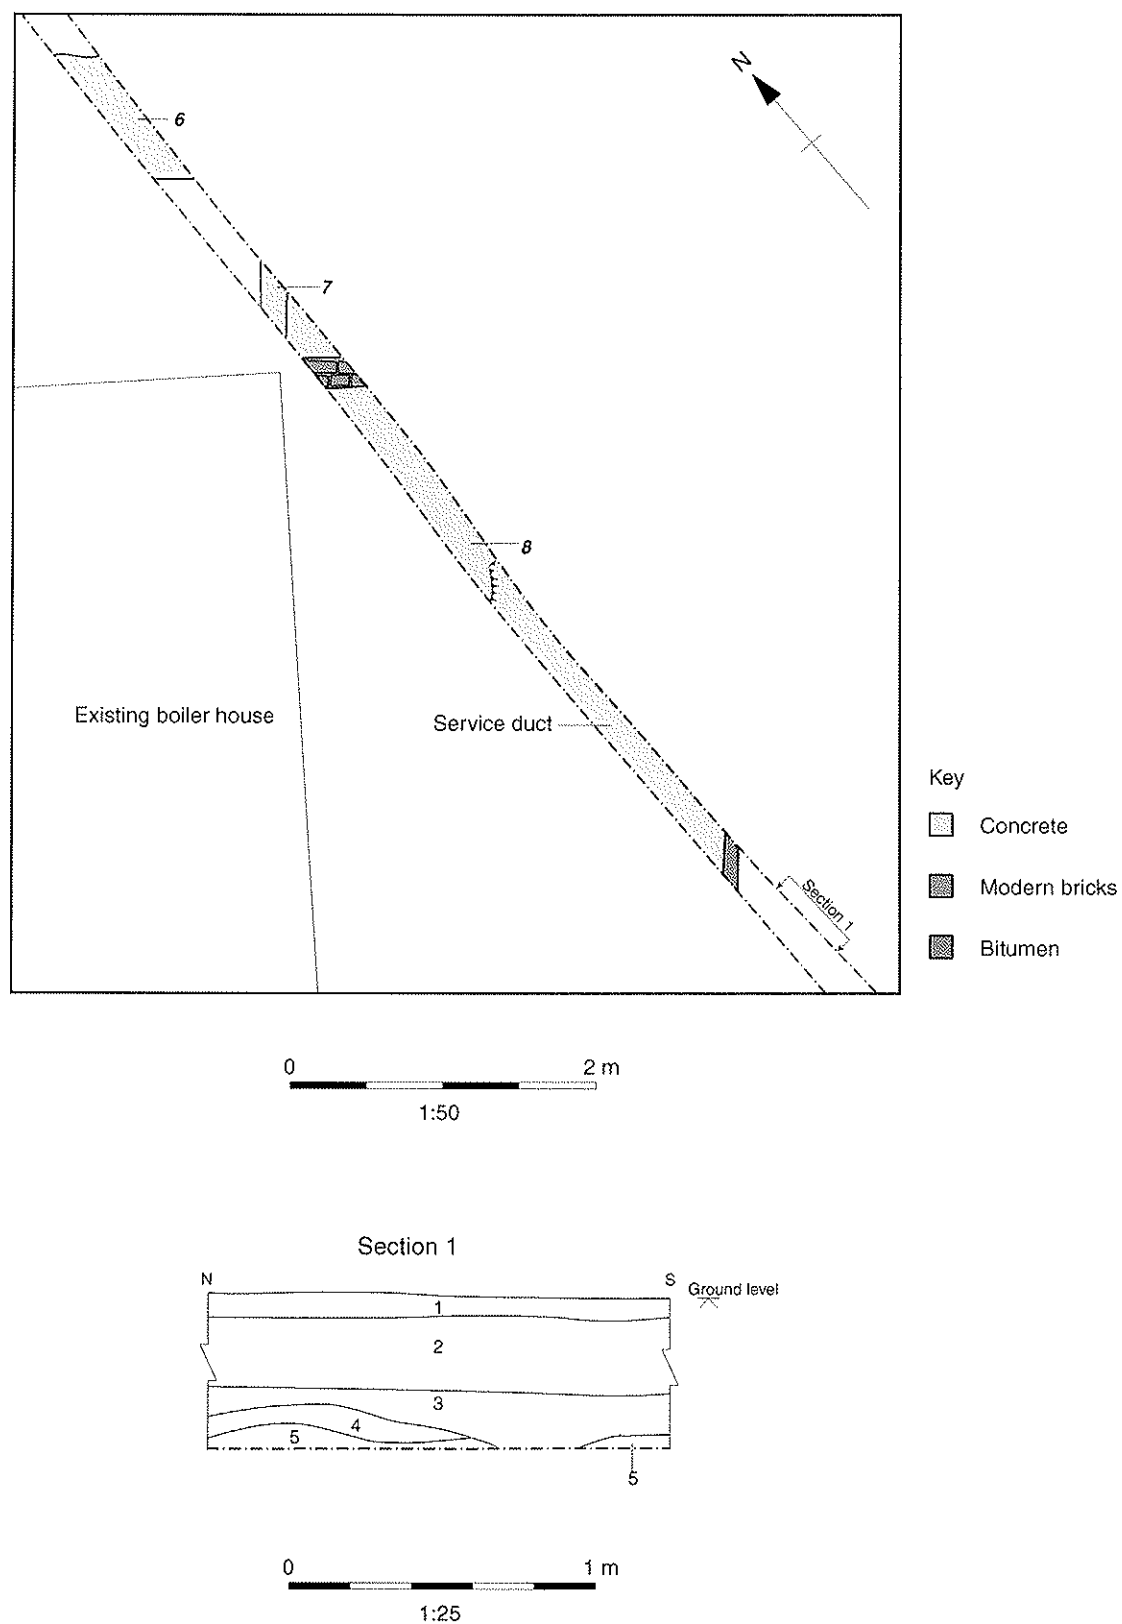 N
6
7
8
Existing boiler house
Service duct
Section 1
Key
Concrete
Modern bricks
Bitumen
0 2 m
1:50
Section 1
N S Ground level
1
2
3
4
5
5
0 1 m
1:25